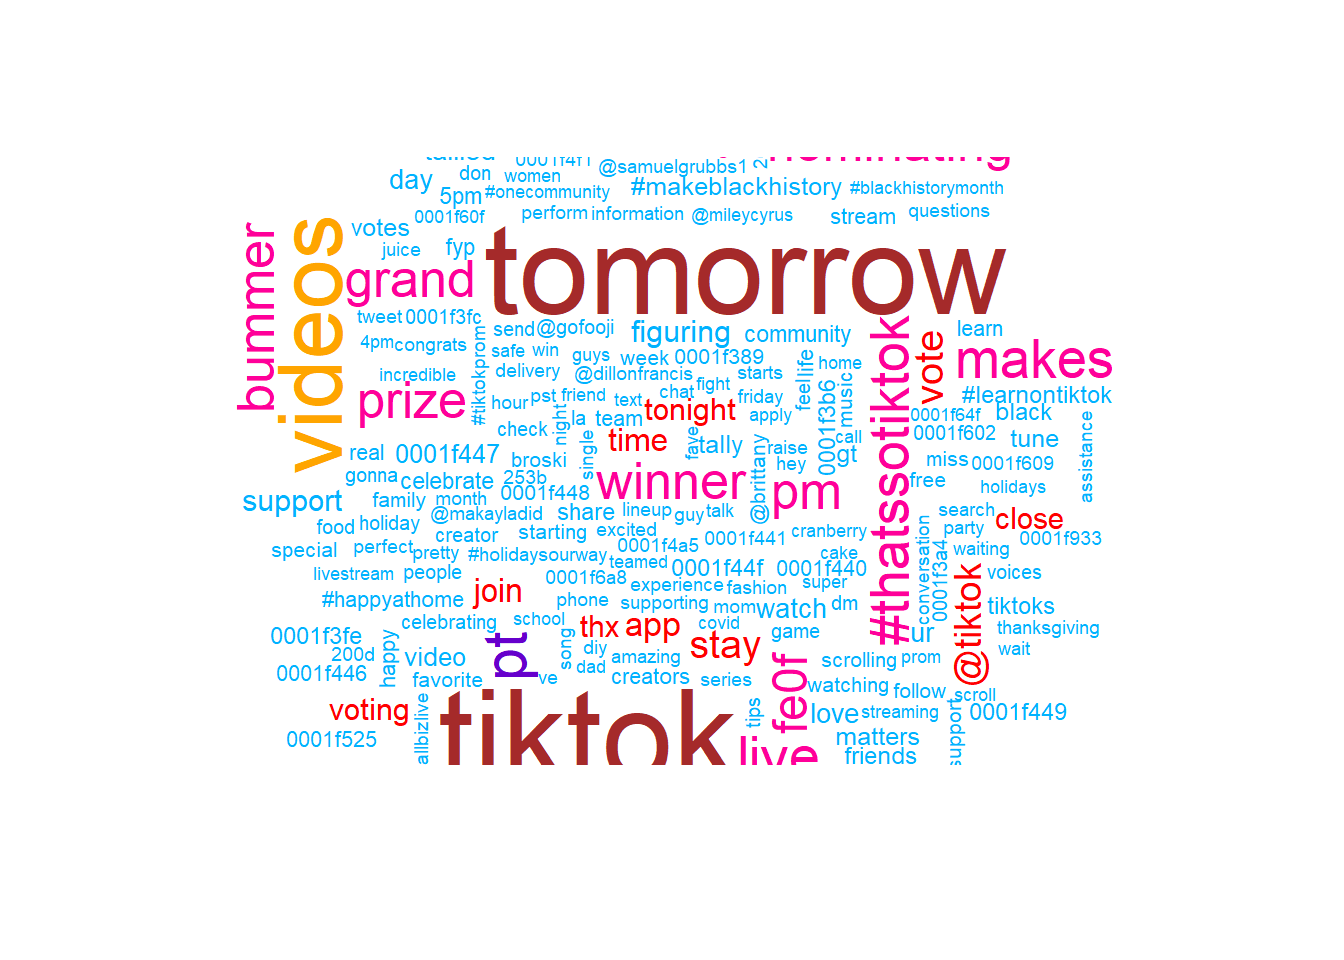 tallied 0001f4f1 @samuelgrubbs1 2 nominating
day don women #makeblackhistory #blackhistorymonth
5pm #onecommunity
0001f60f perform information @mileycyrus stream questions
votes
juice fyp
bummer videos grand tomorrow
tweet 0001f3fc send @gofooji figuring community learn
4pm congrats #tiktokprom safe win guys week 0001f389 life home #thatssotiktok vote makes
incredible delivery @dillonfrancis starts feel music
prize hour pst friend text chat fight friday #learnontiktok
la team tonight apply 0001f64f black
check night time tally 0001f3b6 call 0001f602 tune
real 0001f447 broski single faye raise gt miss 0001f609 assistance
gonna celebrate 253b winner @brittany hey pm free holidays
support family month 0001f448 share lineup guy talk search close
food holiday @makayladid party
special perfect creator starting excited 0001f441 cranberry conversation 0001f3a4 waiting 0001f933
pretty #holidaysourway teamed 0001f4a5 cake
livestream people 0001f6a8 0001f44f 0001f440 voices
#happyathome join phone experience fashion super @tiktok tiktoks
supporting mom watch dm
celebrating school thx app covid game ur thanksgiving
0001f3fe pt song stay wait
200d happy video diy amazing scrolling prom
0001f446 favorite ve dad creators series fe0f watching follow scroll
voting allbizlive tiktok tips love streaming support 0001f449
0001f525 live matters
friends